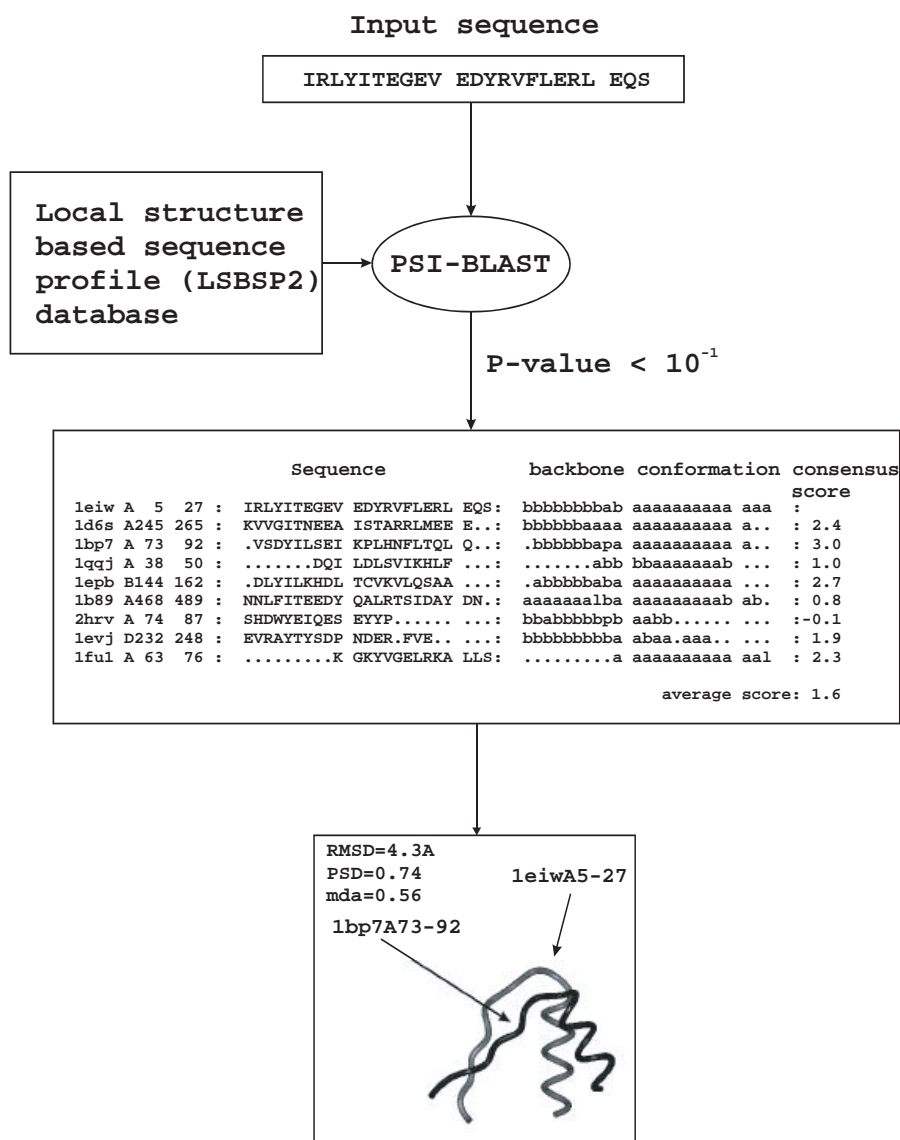 Input sequence
IRLYITEGEV EDYRVFLERL EQS
Local structure
based sequence
profile (LSBSP2)
database
PSI-BLAST
P-value < 10⁻¹
Sequence backbone conformation consensus
score
1eiw A 5 27 : IRLYITEGEV EDYRVFLERL EQS: bbbbbbbbab aaaaaaaaaa aaa :
1d6s A245 265 : KVVGITNEEA ISTARRLMEE E..: bbbbbbaaaa aaaaaaaaaa a.. : 2.4
1bp7 A 73 92 : .VSDYILSEI KPLHNFLTQL Q..: .bbbbbbapa aaaaaaaaaa a.. : 3.0
1qqj A 38 50 : .......DQI LDLSVIKHLF ...: .......abb bbaaaaaaab ... : 1.0
1epb B144 162 : .DLYILKHDL TCVKVLQSAA ...: .abbbbbaba aaaaaaaaaa ... : 2.7
1b89 A468 489 : NNLFITEEDY QALRTSIDAY DN.: aaaaaaalba aaaaaaaaab ab. : 0.8
2hrv A 74 87 : SHDWYEIQES EYYP...... ...: bbabbbbbpb aabb...... ... :-0.1
1evj D232 248 : EVRAYTYSDP NDER.FVE.. ...: bbbbbbbbba abaa.aaa.. ... : 1.9
1fu1 A 63 76 : .........K GKYVGELRKA LLS: .........a aaaaaaaaaa aal : 2.3
average score: 1.6
RMSD=4.3A
PSD=0.74
mda=0.56
1eiwA5-27
1bp7A73-92